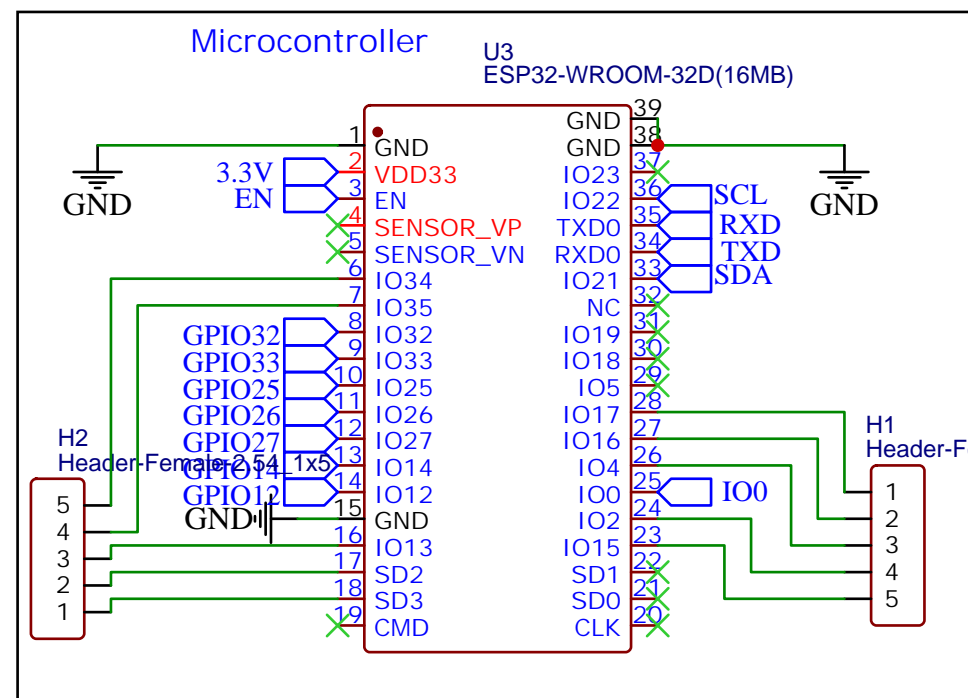 Microcontroller
U3
ESP32-WROOM-32D(16MB)
1
GND
2
VDD33
3
EN
4
SENSOR_VP
5
SENSOR_VN
6
IO34
7
IO35
8
IO32
9
IO33
10
IO25
11
IO26
12
IO27
13
IO14
14
IO12
15
GND
16
IO13
17
SD2
18
SD3
19
CMD
39
GND
38
GND
37
IO23
36
IO22
35
TXD0
34
RXD0
33
IO21
32
NC
31
IO19
30
IO18
29
IO5
28
IO17
27
IO16
26
IO4
25
IO0
24
IO2
23
IO15
22
SD1
21
SD0
20
CLK
GND
3.3V
EN
GPIO32
GPIO33
GPIO25
GPIO26
GPIO27
GPIO14
GPIO12
GND
H2
Header-Female-2.54_1x5
5
4
3
2
1
GND
SCL
RXD
TXD
SDA
IO0
H1
Header-F
1
2
3
4
5